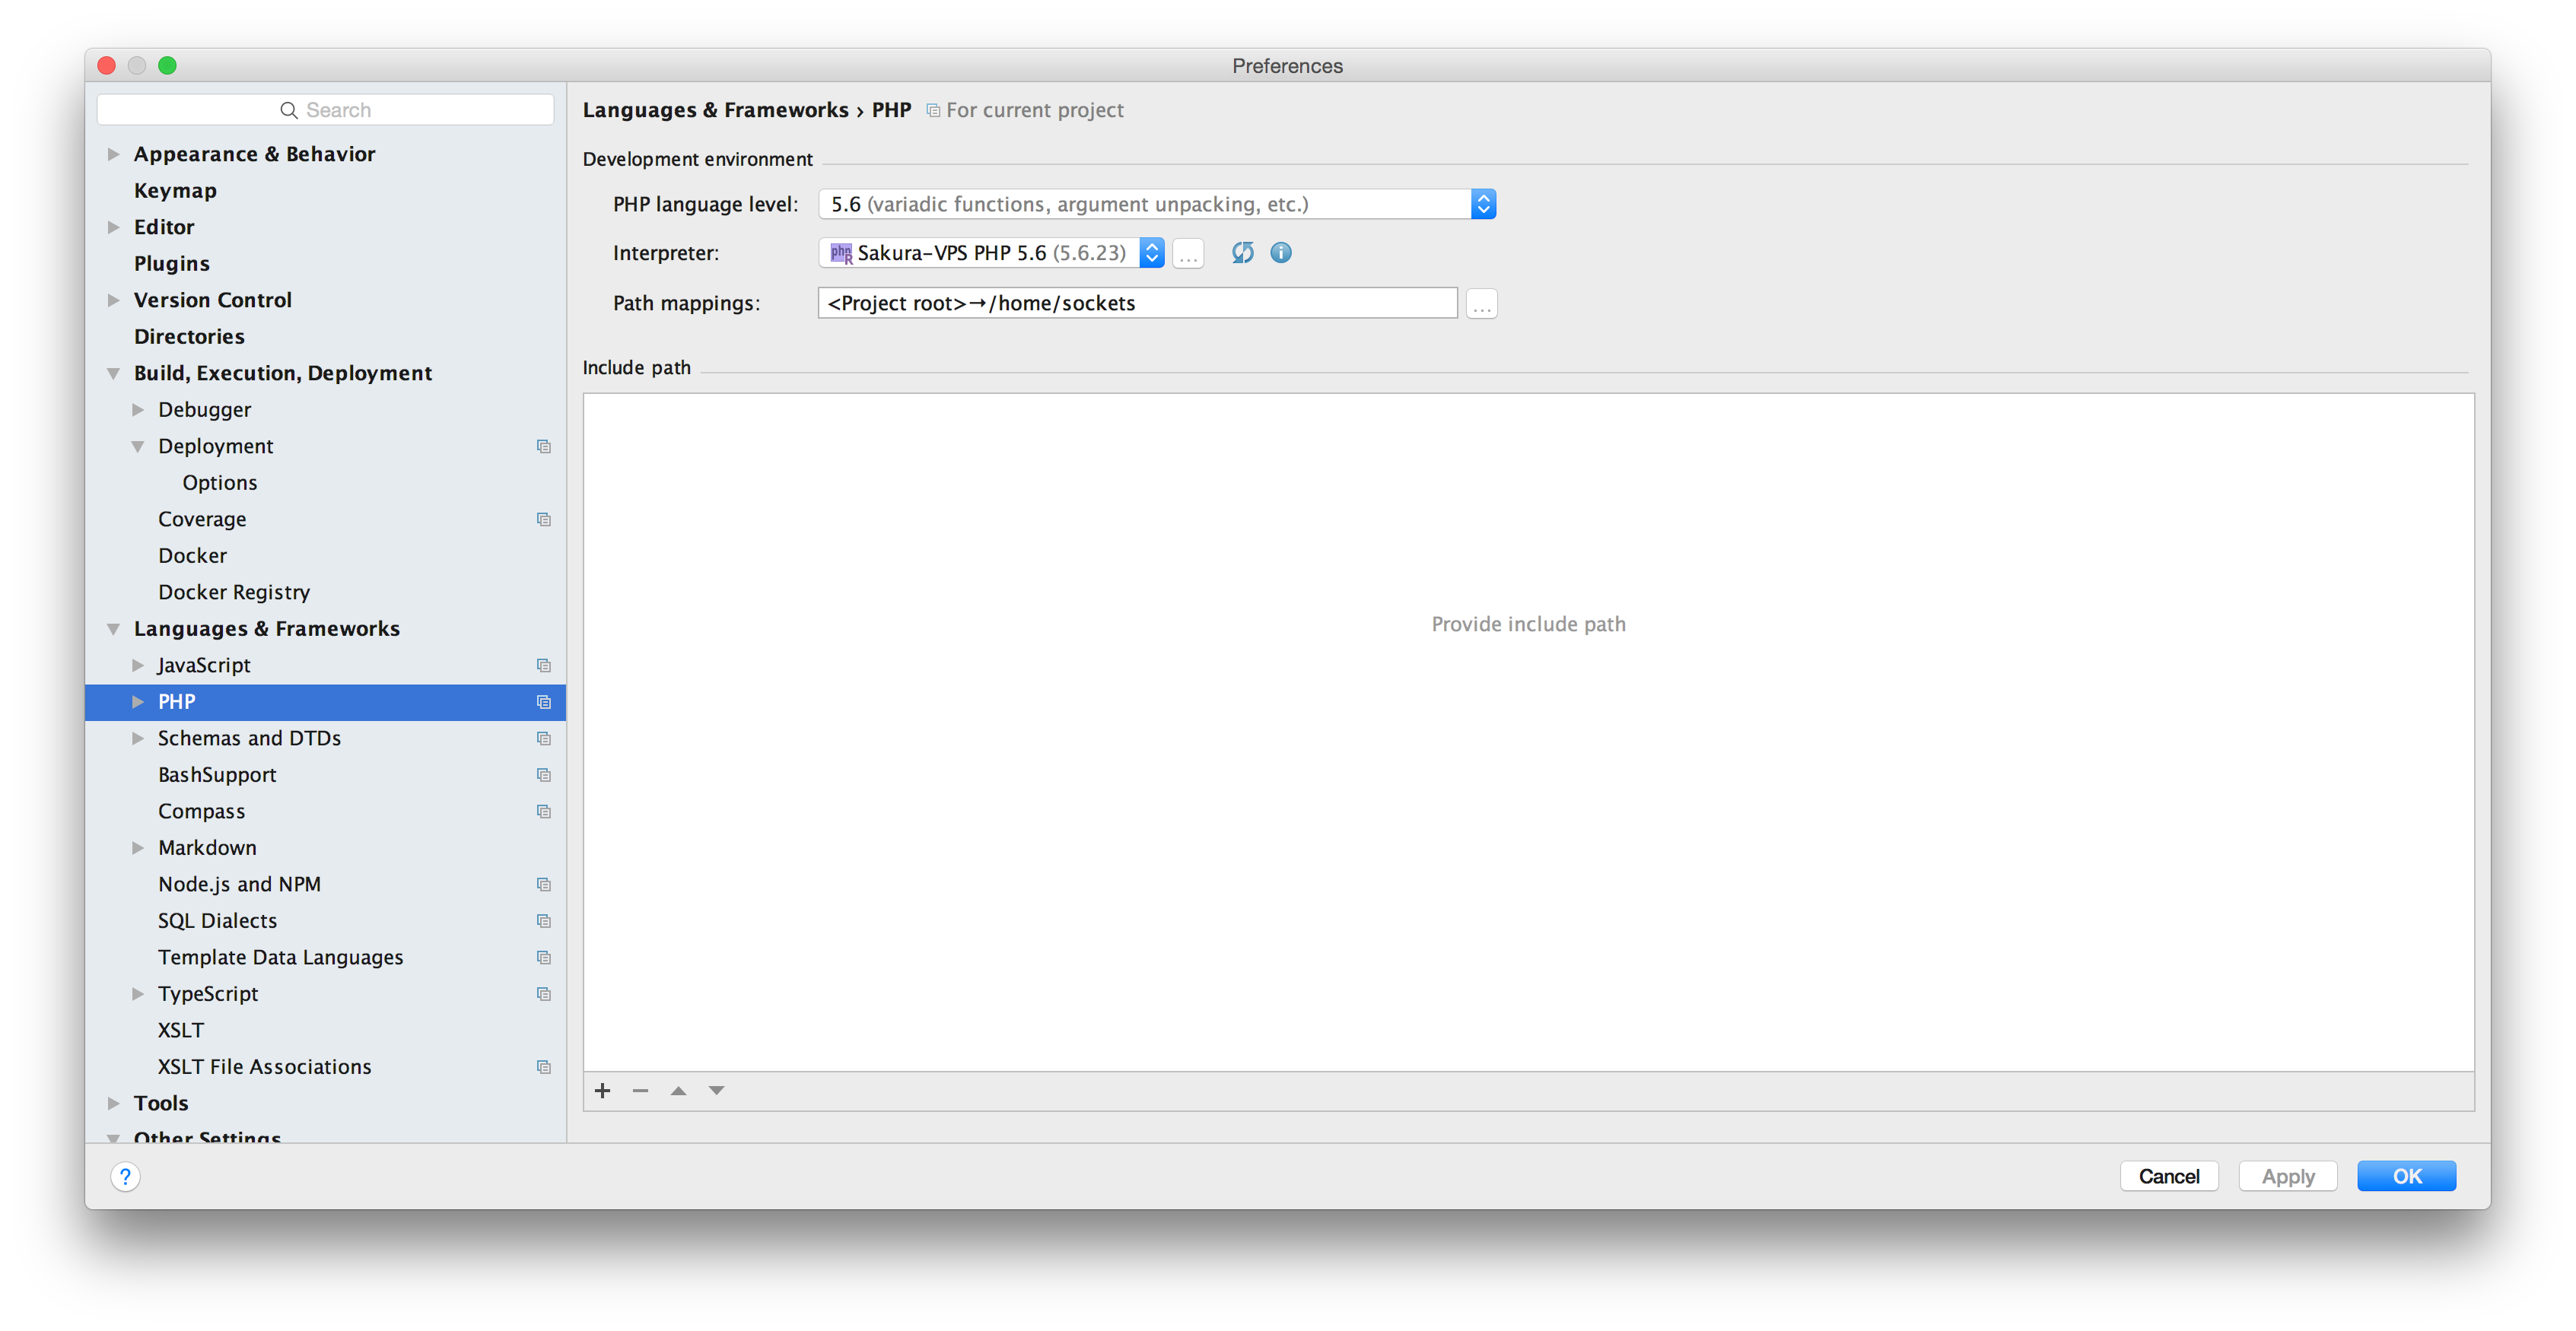 Preferences
Search
Appearance & Behavior
Keymap
Editor
Plugins
Version Control
Directories
Build, Execution, Deployment
Debugger
Deployment
Options
Coverage
Docker
Docker Registry
Languages & Frameworks
JavaScript
PHP
Schemas and DTDs
BashSupport
Compass
Markdown
Node.js and NPM
SQL Dialects
Template Data Languages
TypeScript
XSLT
XSLT File Associations
Tools
Other Settings
Languages & Frameworks › PHP For current project
Development environment
PHP language level: 5.6 (variadic functions, argument unpacking, etc.)
Interpreter: php R Sakura-VPS PHP 5.6 (5.6.23) ...
Path mappings: <Project root>→/home/sockets ...
Include path
Provide include path
? Cancel Apply OK